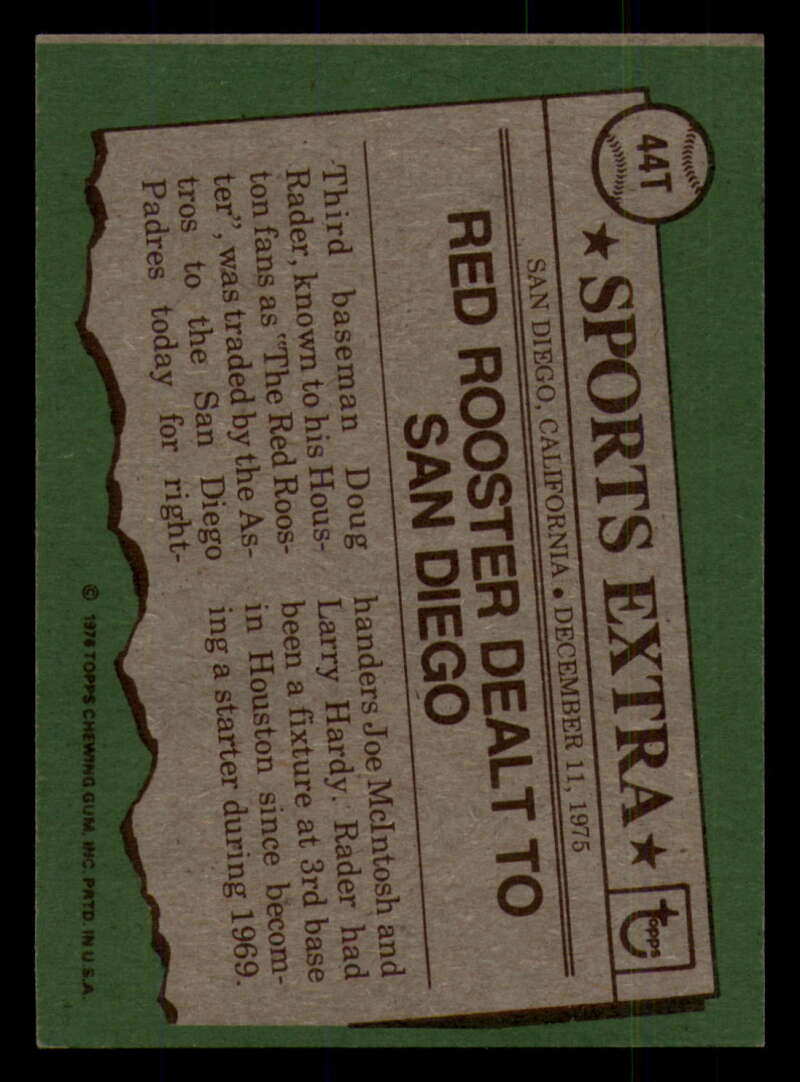 44T
★ SPORTS EXTRA ★
topps
SAN DIEGO, CALIFORNIA • DECEMBER 11, 1975
RED ROOSTER DEALT TO
SAN DIEGO
Third baseman Doug
Rader, known to his Hous-
ton fans as "The Red Roos-
ter", was traded by the As-
tros to the San Diego
Padres today for right-
handers Joe McIntosh and
Larry Hardy. Rader had
been a fixture at 3rd base
in Houston since becom-
ing a starter during 1969.
© 1976 TOPPS CHEWING GUM, INC. PRTD. IN U.S.A.